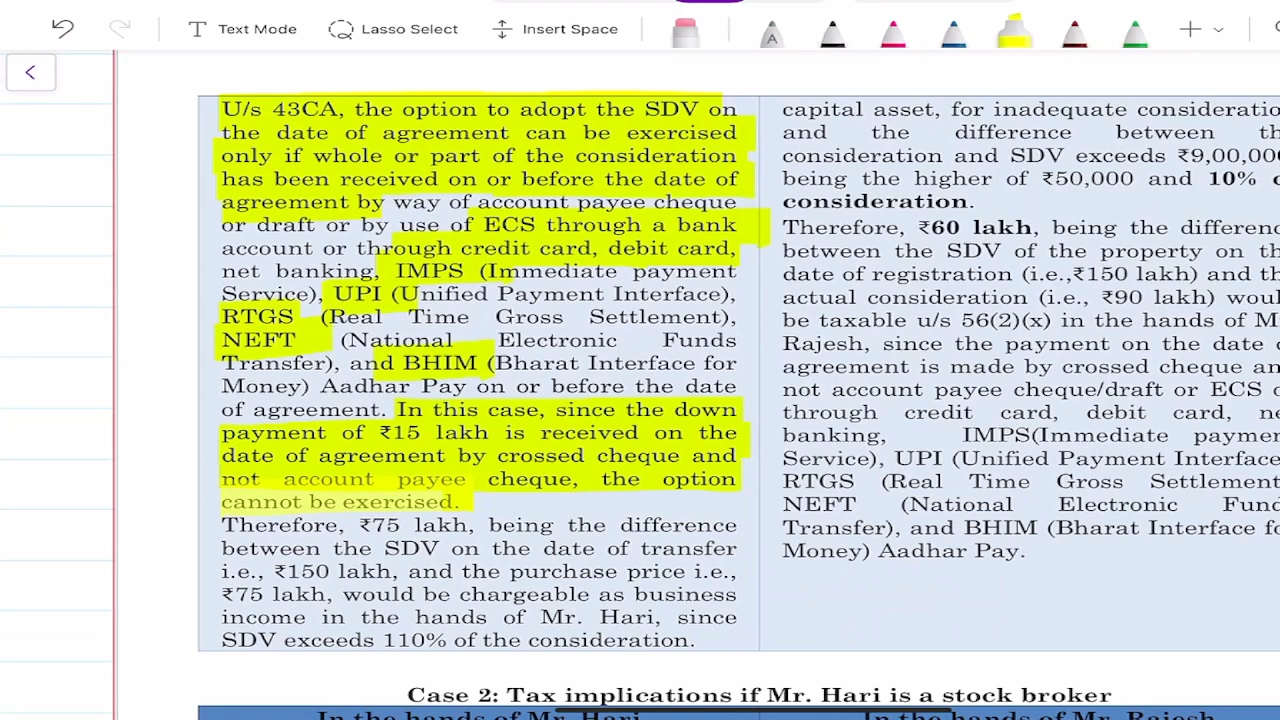 Text Mode
Lasso Select
Insert Space
U/s 43CA, the option to adopt the SDV on
the date of agreement can be exercised
only if whole or part of the consideration
has been received on or before the date of
agreement by way of account payee cheque
or draft or by use of ECS through a bank
account or through credit card, debit card,
net banking, IMPS (Immediate payment
Service), UPI (Unified Payment Interface),
RTGS (Real Time Gross Settlement),
NEFT (National Electronic Funds
Transfer), and BHIM (Bharat Interface for
Money) Aadhar Pay on or before the date
of agreement. In this case, since the down
payment of ₹15 lakh is received on the
date of agreement by crossed cheque and
not account payee cheque, the option
cannot be exercised.
Therefore, ₹75 lakh, being the difference
between the SDV on the date of transfer
i.e., ₹150 lakh, and the purchase price i.e.,
₹75 lakh, would be chargeable as business
income in the hands of Mr. Hari, since
SDV exceeds 110% of the consideration.
capital asset, for inadequate consideratio
and the difference between th
consideration and SDV exceeds ₹9,00,00
being the higher of ₹50,000 and 10% o
consideration.
Therefore, ₹60 lakh, being the differenc
between the SDV of the property on th
date of registration (i.e.,₹150 lakh) and th
actual consideration (i.e., ₹90 lakh) woul
be taxable u/s 56(2)(x) in the hands of M
Rajesh, since the payment on the date o
agreement is made by crossed cheque an
not account payee cheque/draft or ECS o
through credit card, debit card, ne
banking, IMPS(Immediate paymen
Service), UPI (Unified Payment Interface
RTGS (Real Time Gross Settlement
NEFT (National Electronic Fund
Transfer), and BHIM (Bharat Interface fo
Money) Aadhar Pay.
Case 2: Tax implications if Mr. Hari is a stock broker
In the hands of Mr. Hari
In the hands of Mr. Rajesh